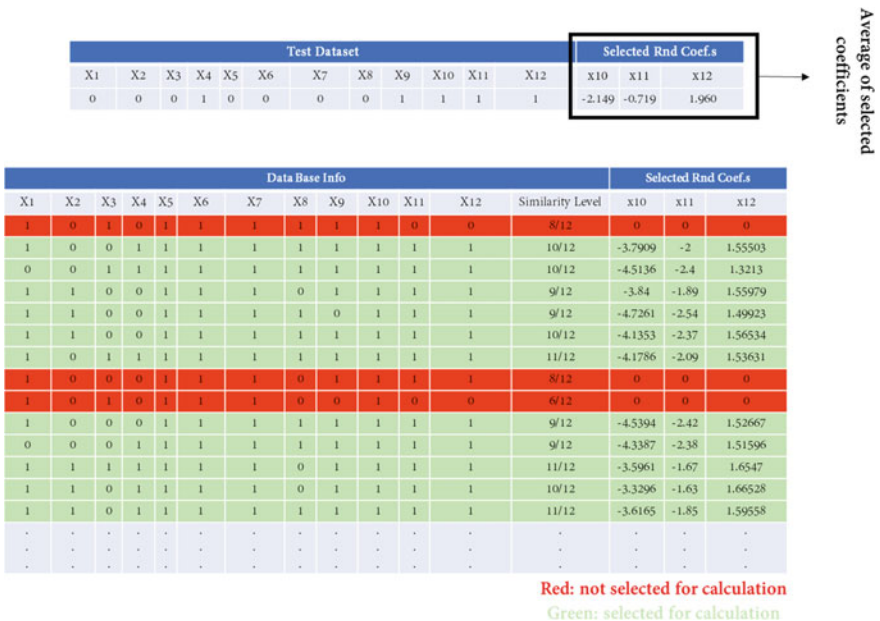 Average of selected
coefficients
Test Dataset Selected Rnd Coef.s
X1 X2 X3 X4 X5 X6 X7 X8 X9 X10 X11 X12 x10 x11 x12
0 0 0 1 0 0 0 0 1 1 1 1 -2.149 -0.719 1.960
Data Base Info Selected Rnd Coef.s
X1 X2 X3 X4 X5 X6 X7 X8 X9 X10 X11 X12 Similarity Level x10 x11 x12
1 0 1 0 1 1 1 1 1 1 0 0 8/12 0 0 0
1 0 0 1 1 1 1 1 1 1 1 1 10/12 -3.7909 -2 1.55503
0 0 1 1 1 1 1 1 1 1 1 1 10/12 -4.5136 -2.4 1.3213
1 1 0 0 1 1 1 0 1 1 1 1 9/12 -3.84 -1.89 1.55979
1 1 0 0 1 1 1 1 0 1 1 1 9/12 -4.7261 -2.54 1.49923
1 1 0 0 1 1 1 1 1 1 1 1 10/12 -4.1353 -2.37 1.56534
1 0 1 1 1 1 1 1 1 1 1 1 11/12 -4.1786 -2.09 1.53631
1 0 0 0 1 1 1 0 1 1 1 1 8/12 0 0 0
1 0 1 0 1 1 1 0 0 1 0 0 6/12 0 0 0
1 0 0 0 1 1 1 1 1 1 1 1 9/12 -4.5394 -2.42 1.52667
0 0 0 1 1 1 1 1 1 1 1 1 9/12 -4.3387 -2.38 1.51596
1 1 1 1 1 1 1 0 1 1 1 1 11/12 -3.5961 -1.67 1.6547
1 1 0 1 1 1 1 0 1 1 1 1 10/12 -3.3296 -1.63 1.66528
1 1 0 1 1 1 1 1 1 1 1 1 11/12 -3.6165 -1.85 1.59558
. . . . . . . . . . . . . . . .
. . . . . . . . . . . . . . . .
. . . . . . . . . . . . . . . .
Red: not selected for calculation
Green: selected for calculation